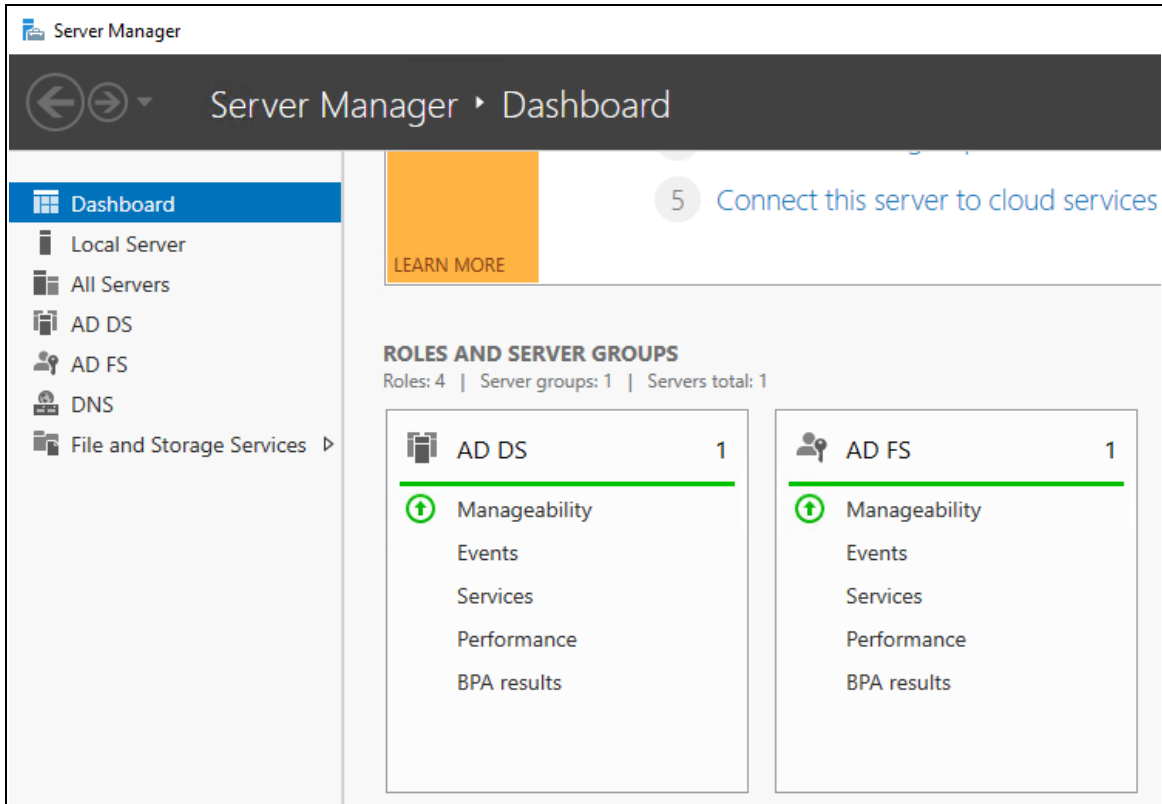 Server Manager
Server Manager ‣ Dashboard
Dashboard
Local Server
All Servers
AD DS
AD FS
DNS
File and Storage Services
5 Connect this server to cloud services
LEARN MORE
ROLES AND SERVER GROUPS
Roles: 4 | Server groups: 1 | Servers total: 1
AD DS 1
Manageability
Events
Services
Performance
BPA results
AD FS 1
Manageability
Events
Services
Performance
BPA results